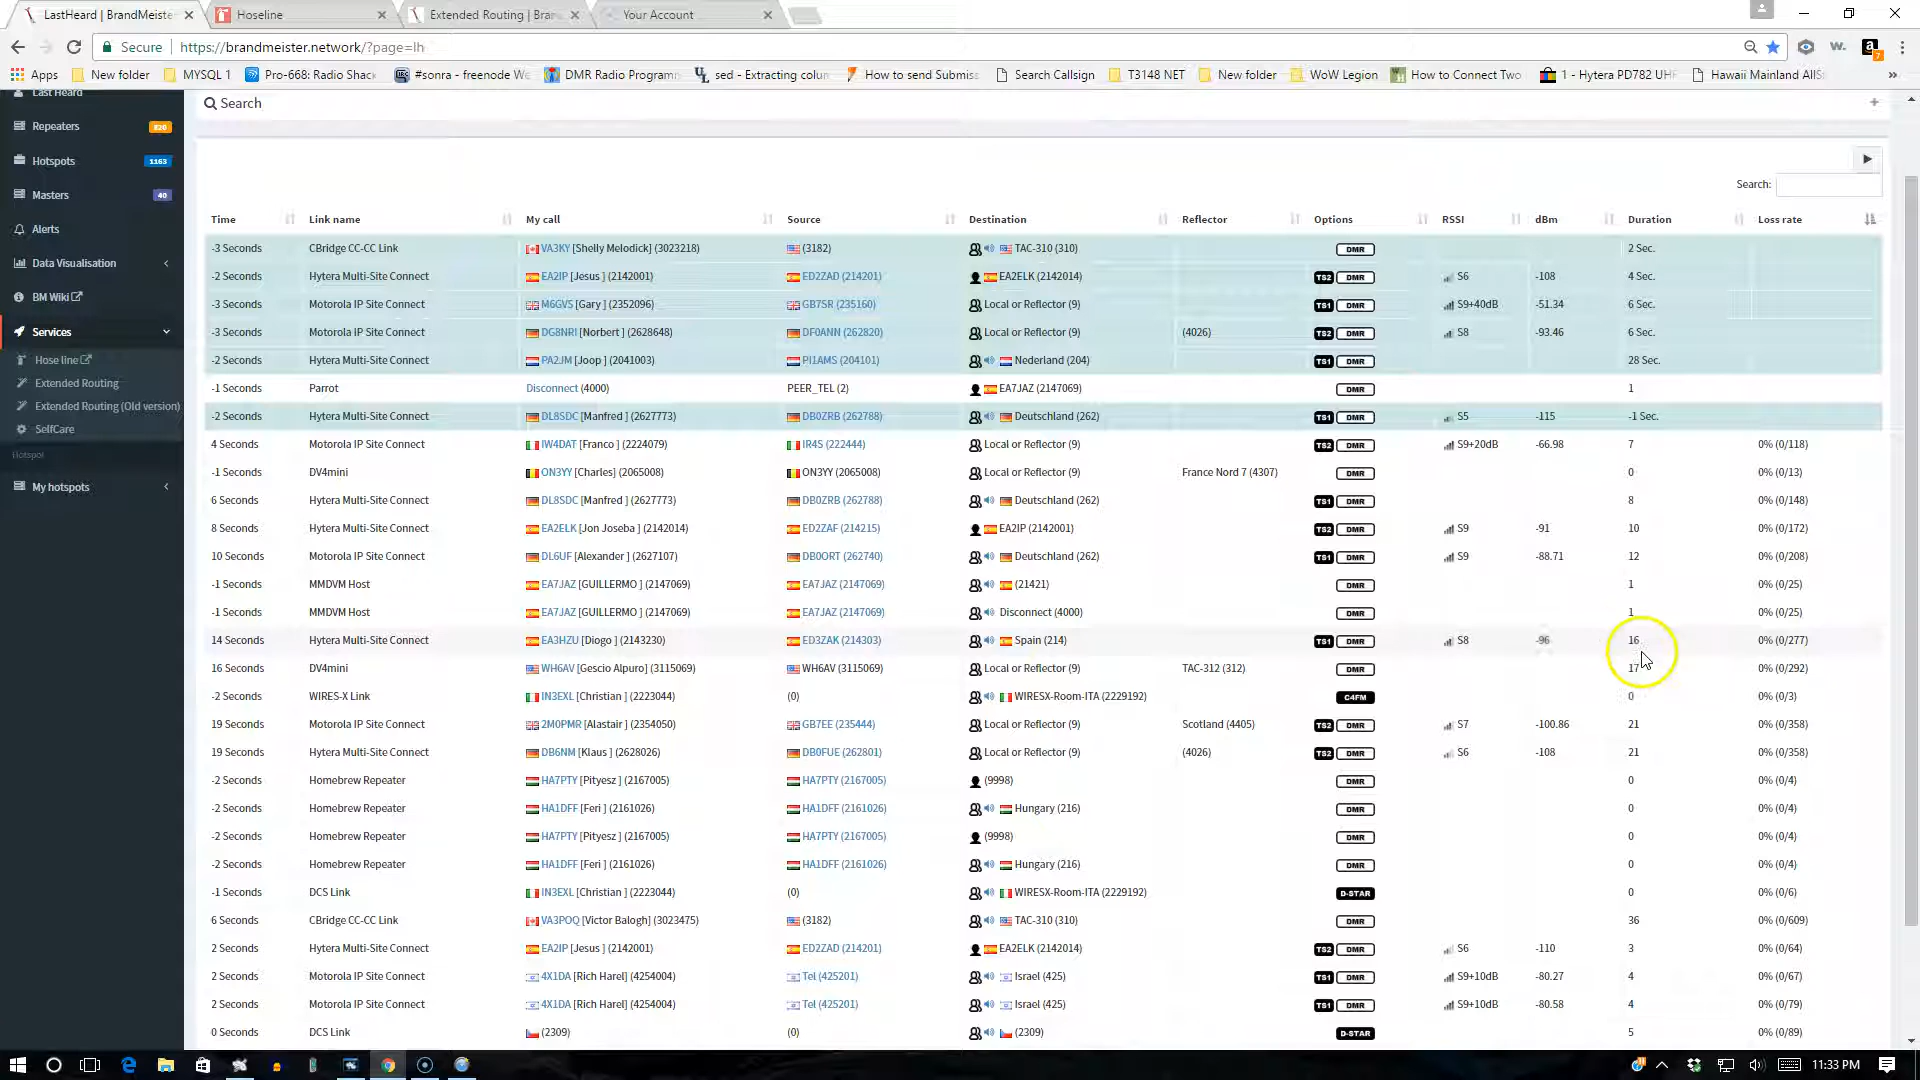 LastHeard | BrandMeiste
Hoseline
Extended Routing | Bran
Your Account
Secure https://brandmeister.network/?page=lh
Apps New folder MYSQL 1 Pro-668: Radio Shac #sonra - freenode We DMR Radio Program sed - Extracting colun How to send Submiss Search Callsign T3148 NET New folder WoW Legion How to Connect Two 1 - Hytera PD782 UHF Hawaii Mainland AllS
Last Heard
Repeaters 820
Hotspots 1163
Masters 40
Alerts
Data Visualisation
BM Wiki
Services
Hose line
Extended Routing
Extended Routing (Old version)
SelfCare
Hotspot
My hotspots
Search
Search:
Time Link name My call Source Destination Reflector Options RSSI dBm Duration Loss rate
-3 Seconds CBridge CC-CC Link VA3KY [Shelly Melodick] (3023218) (3182) TAC-310 (310) DMR 2 Sec.
-2 Seconds Hytera Multi-Site Connect EA2IP [Jesus ] (2142001) ED2ZAD (214201) EA2ELK (2142014) TS2 DMR S6 -108 4 Sec.
-3 Seconds Motorola IP Site Connect M6GVS [Gary ] (2352096) GB7SR (235160) Local or Reflector (9) TS1 DMR S9+40dB -51.34 6 Sec.
-3 Seconds Motorola IP Site Connect DG8NRI [Norbert ] (2628648) DF0ANN (262820) Local or Reflector (9) (4026) TS2 DMR S8 -93.46 6 Sec.
-2 Seconds Hytera Multi-Site Connect PA2JM [Joop ] (2041003) PI1AMS (204101) Nederland (204) TS1 DMR 28 Sec.
-1 Seconds Parrot Disconnect (4000) PEER_TEL (2) EA7JAZ (2147069) DMR 1
-2 Seconds Hytera Multi-Site Connect DL8SDC [Manfred ] (2627773) DB0ZRB (262788) Deutschland (262) TS1 DMR S5 -115 -1 Sec.
4 Seconds Motorola IP Site Connect IW4DAT [Franco ] (2224079) IR4S (222444) Local or Reflector (9) TS2 DMR S9+20dB -66.98 7 0% (0/118)
-1 Seconds DV4mini ON3YY [Charles] (2065008) ON3YY (2065008) Local or Reflector (9) France Nord 7 (4307) DMR 0 0% (0/13)
6 Seconds Hytera Multi-Site Connect DL8SDC [Manfred ] (2627773) DB0ZRB (262788) Deutschland (262) TS1 DMR 8 0% (0/148)
8 Seconds Hytera Multi-Site Connect EA2ELK [Jon Joseba ] (2142014) ED2ZAF (214215) EA2IP (2142001) TS2 DMR S9 -91 10 0% (0/172)
10 Seconds Motorola IP Site Connect DL6UF [Alexander ] (2627107) DB0ORT (262740) Deutschland (262) TS1 DMR S9 -88.71 12 0% (0/208)
-1 Seconds MMDVM Host EA7JAZ [GUILLERMO ] (2147069) EA7JAZ (2147069) (21421) DMR 1 0% (0/25)
-1 Seconds MMDVM Host EA7JAZ [GUILLERMO ] (2147069) EA7JAZ (2147069) Disconnect (4000) DMR 1 0% (0/25)
14 Seconds Hytera Multi-Site Connect EA3HZU [Diogo ] (2143230) ED3ZAK (214303) Spain (214) TS1 DMR S8 -96 16 0% (0/277)
16 Seconds DV4mini WH6AV [Gescio Alpuro] (3115069) WH6AV (3115069) Local or Reflector (9) TAC-312 (312) DMR 17 0% (0/292)
-2 Seconds WIRES-X Link IN3EXL [Christian ] (2223044) (0) WIRESX-Room-ITA (2229192) C4FM 0 0% (0/3)
19 Seconds Motorola IP Site Connect 2M0PMR [Alastair ] (2354050) GB7EE (235444) Local or Reflector (9) Scotland (4405) TS2 DMR S7 -100.86 21 0% (0/358)
19 Seconds Hytera Multi-Site Connect DB6NM [Klaus ] (2628026) DB0FUE (262801) Local or Reflector (9) (4026) TS2 DMR S6 -108 21 0% (0/358)
-2 Seconds Homebrew Repeater HA7PTY [Pityesz ] (2167005) HA7PTY (2167005) (9998) DMR 0 0% (0/4)
-2 Seconds Homebrew Repeater HA1DFF [Feri ] (2161026) HA1DFF (2161026) Hungary (216) DMR 0 0% (0/4)
-2 Seconds Homebrew Repeater HA7PTY [Pityesz ] (2167005) HA7PTY (2167005) (9998) DMR 0 0% (0/4)
-2 Seconds Homebrew Repeater HA1DFF [Feri ] (2161026) HA1DFF (2161026) Hungary (216) DMR 0 0% (0/4)
-1 Seconds DCS Link IN3EXL [Christian ] (2223044) (0) WIRESX-Room-ITA (2229192) D-STAR 0 0% (0/6)
6 Seconds CBridge CC-CC Link VA3POQ [Victor Balogh] (3023475) (3182) TAC-310 (310) DMR 36 0% (0/609)
2 Seconds Hytera Multi-Site Connect EA2IP [Jesus ] (2142001) ED2ZAD (214201) EA2ELK (2142014) TS2 DMR S6 -110 3 0% (0/64)
2 Seconds Motorola IP Site Connect 4X1DA [Rich Harel] (4254004) Tel (425201) Israel (425) TS1 DMR S9+10dB -80.27 4 0% (0/67)
2 Seconds Motorola IP Site Connect 4X1DA [Rich Harel] (4254004) Tel (425201) Israel (425) TS1 DMR S9+10dB -80.58 4 0% (0/79)
0 Seconds DCS Link (2309) (0) (2309) D-STAR 5 0% (0/89)
11:33 PM